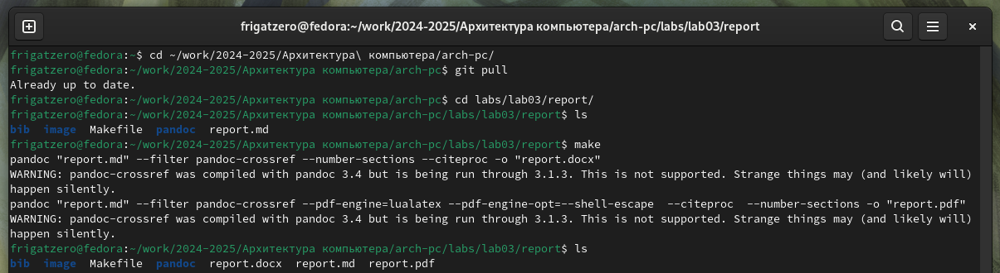 frigatzero@fedora:~/work/2024-2025/Архитектура компьютера/arch-pc/labs/lab03/report
frigatzero@fedora:~$ cd ~/work/2024-2025/Архитектура\ компьютера/arch-pc/
frigatzero@fedora:~/work/2024-2025/Архитектура компьютера/arch-pc$ git pull
Already up to date.
frigatzero@fedora:~/work/2024-2025/Архитектура компьютера/arch-pc$ cd labs/lab03/report/
frigatzero@fedora:~/work/2024-2025/Архитектура компьютера/arch-pc/labs/lab03/report$ ls
bib  image  Makefile  pandoc  report.md
frigatzero@fedora:~/work/2024-2025/Архитектура компьютера/arch-pc/labs/lab03/report$ make
pandoc "report.md" --filter pandoc-crossref --number-sections --citeproc -o "report.docx"
WARNING: pandoc-crossref was compiled with pandoc 3.4 but is being run through 3.1.3. This is not supported. Strange things may (and likely will)
happen silently.
pandoc "report.md" --filter pandoc-crossref --pdf-engine=lualatex --pdf-engine-opt=--shell-escape  --citeproc  --number-sections -o "report.pdf"
WARNING: pandoc-crossref was compiled with pandoc 3.4 but is being run through 3.1.3. This is not supported. Strange things may (and likely will)
happen silently.
frigatzero@fedora:~/work/2024-2025/Архитектура компьютера/arch-pc/labs/lab03/report$ ls
bib  image  Makefile  pandoc  report.docx  report.md  report.pdf